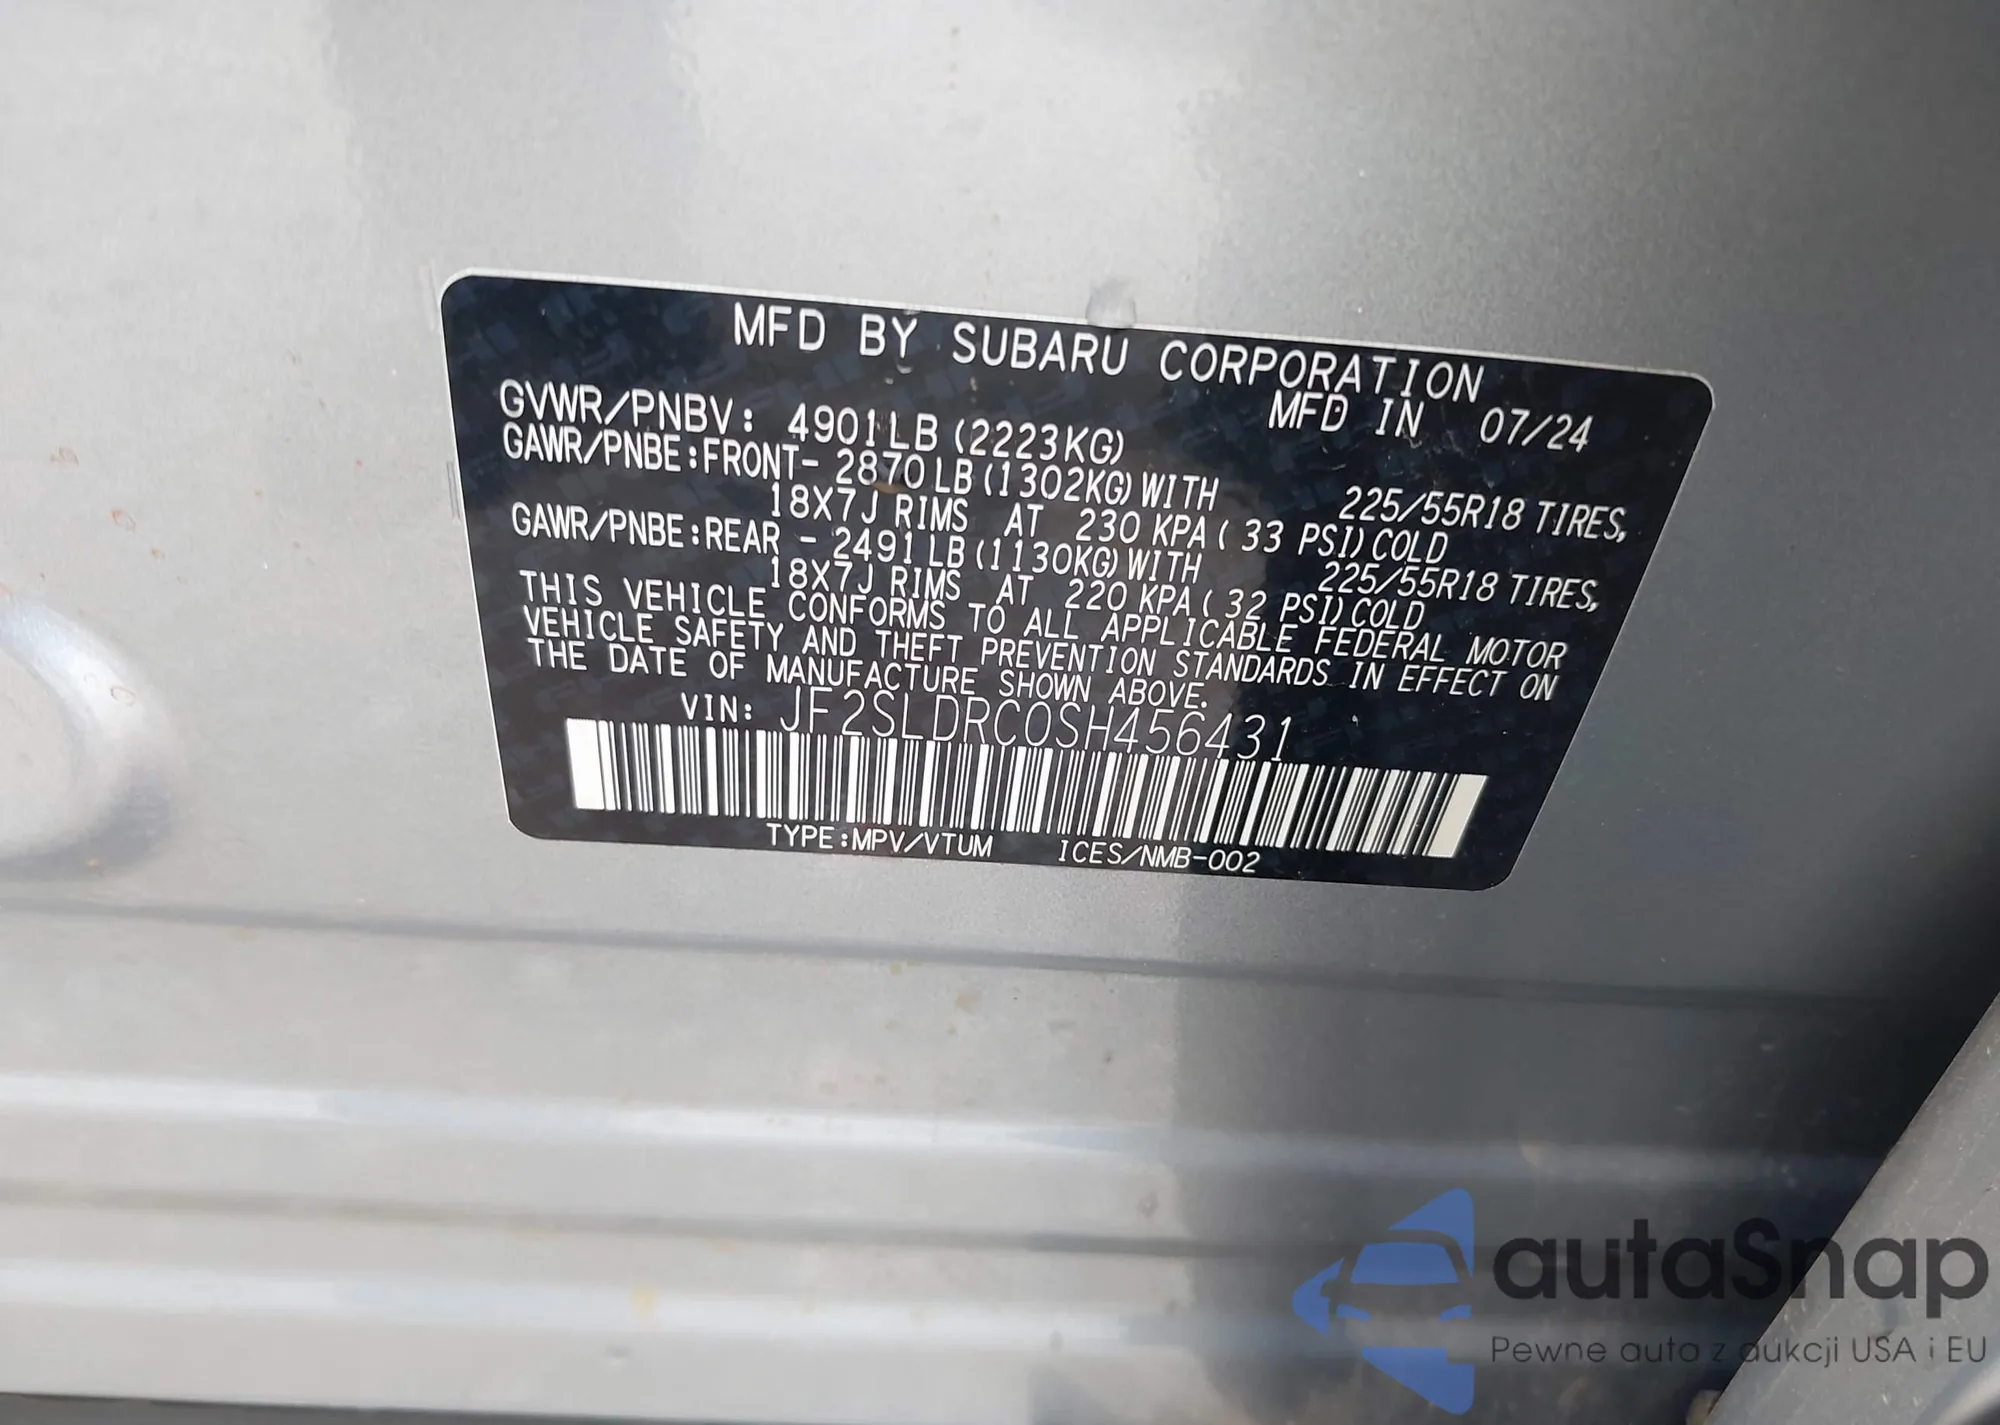 MFD BY SUBARU CORPORATION
GVWR/PNBV: 4901LB (2223KG) MFD IN 07/24
GAWR/PNBE:FRONT- 2870LB(1302KG)WITH 225/55R18 TIRES,
18X7J RIMS AT 230 KPA( 33 PSI)COLD
GAWR/PNBE:REAR - 2491LB(1130KG)WITH 225/55R18 TIRES,
18X7J RIMS AT 220 KPA( 32 PSI)COLD
THIS VEHICLE CONFORMS TO ALL APPLICABLE FEDERAL MOTOR
VEHICLE SAFETY AND THEFT PREVENTION STANDARDS IN EFFECT ON
THE DATE OF MANUFACTURE SHOWN ABOVE.
VIN: JF2SLDRC0SH456431
TYPE:MPV/VTUM ICES/NMB-002
autaSnap
Pewne auta z aukcji USA i EU